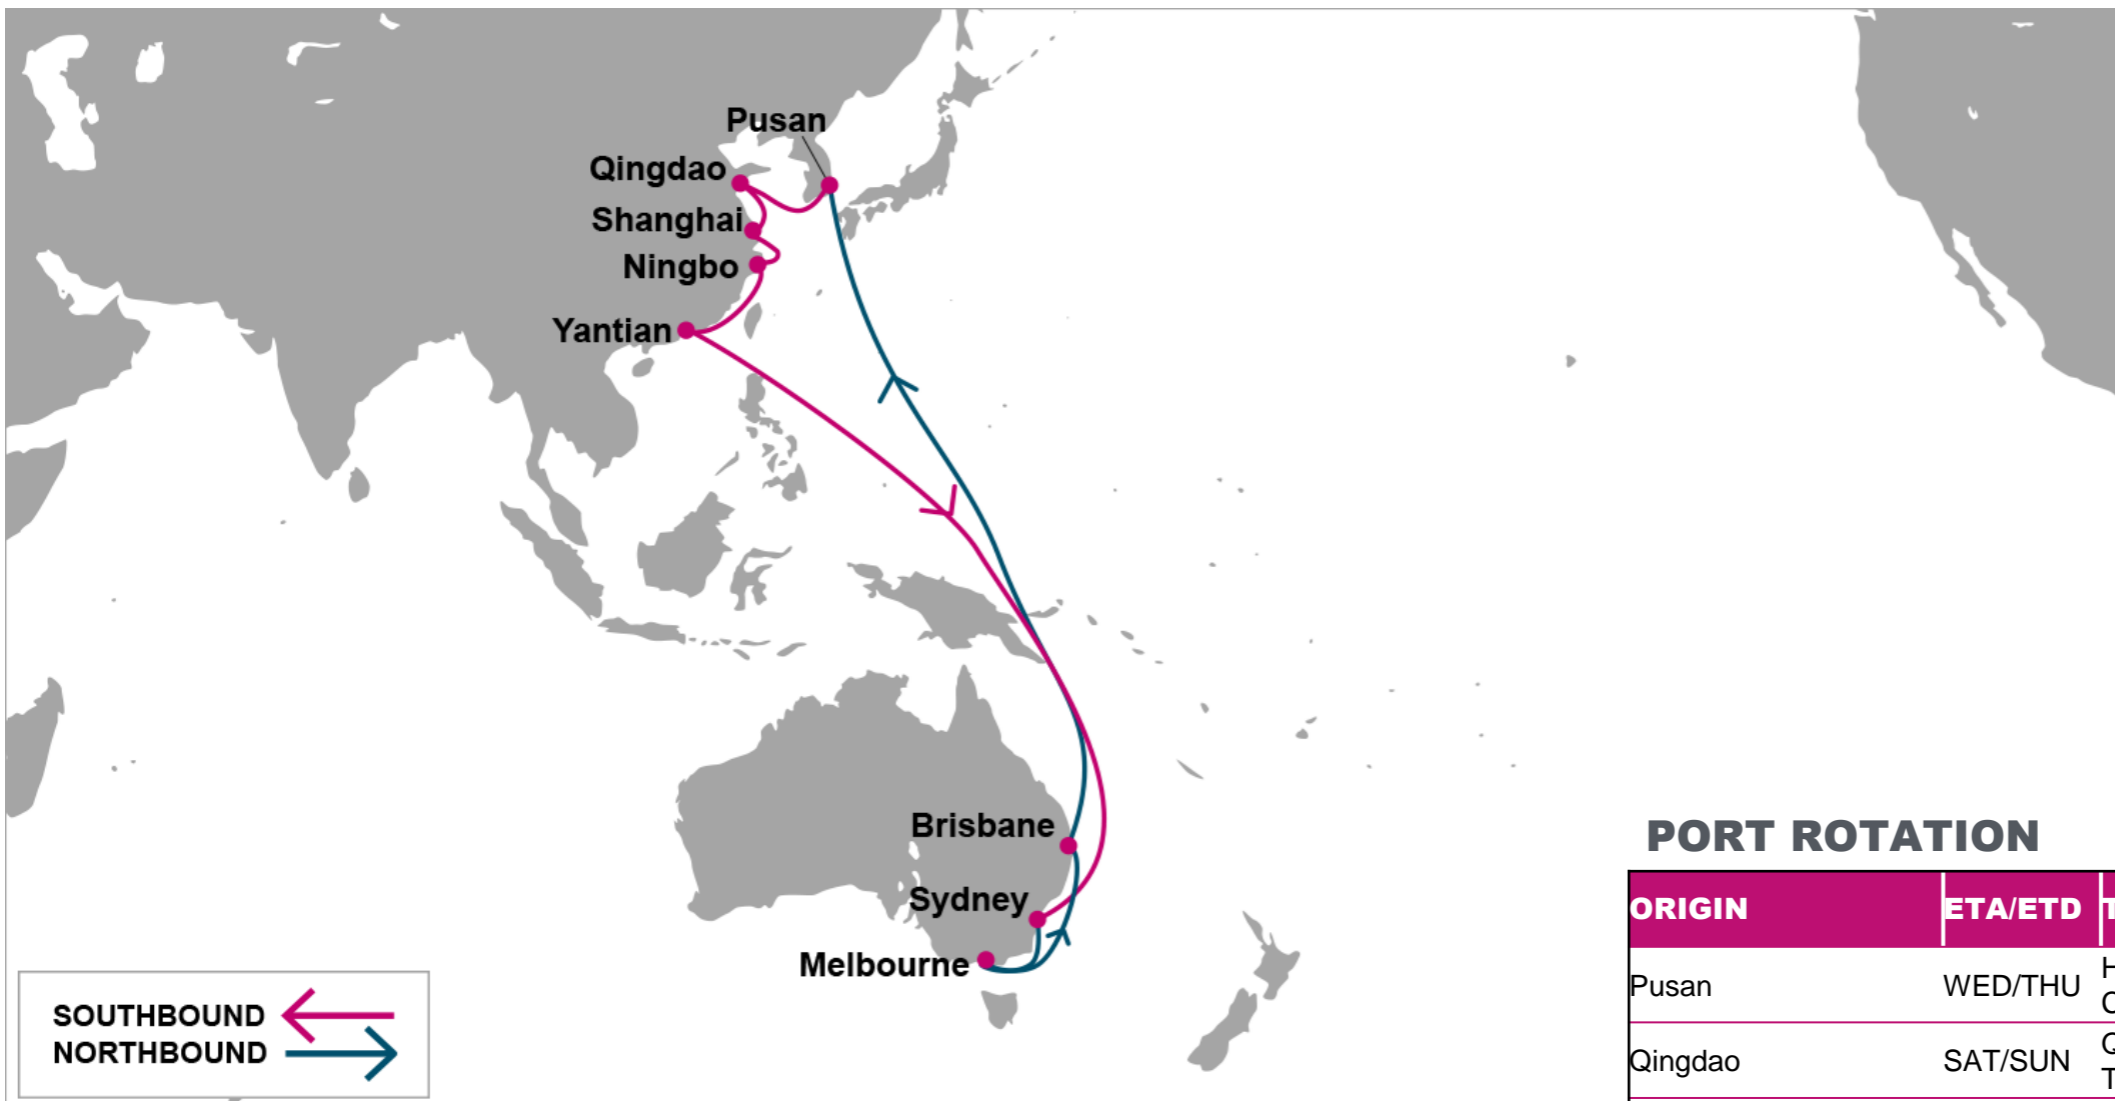 Pusan
Qingdao
Shanghai
Ningbo
Yantian
Brisbane
Sydney
Melbourne
SOUTHBOUND
NORTHBOUND
PORT ROTATION
ORIGIN ETA/ETD
Pusan WED/THU
Qingdao SAT/SUN